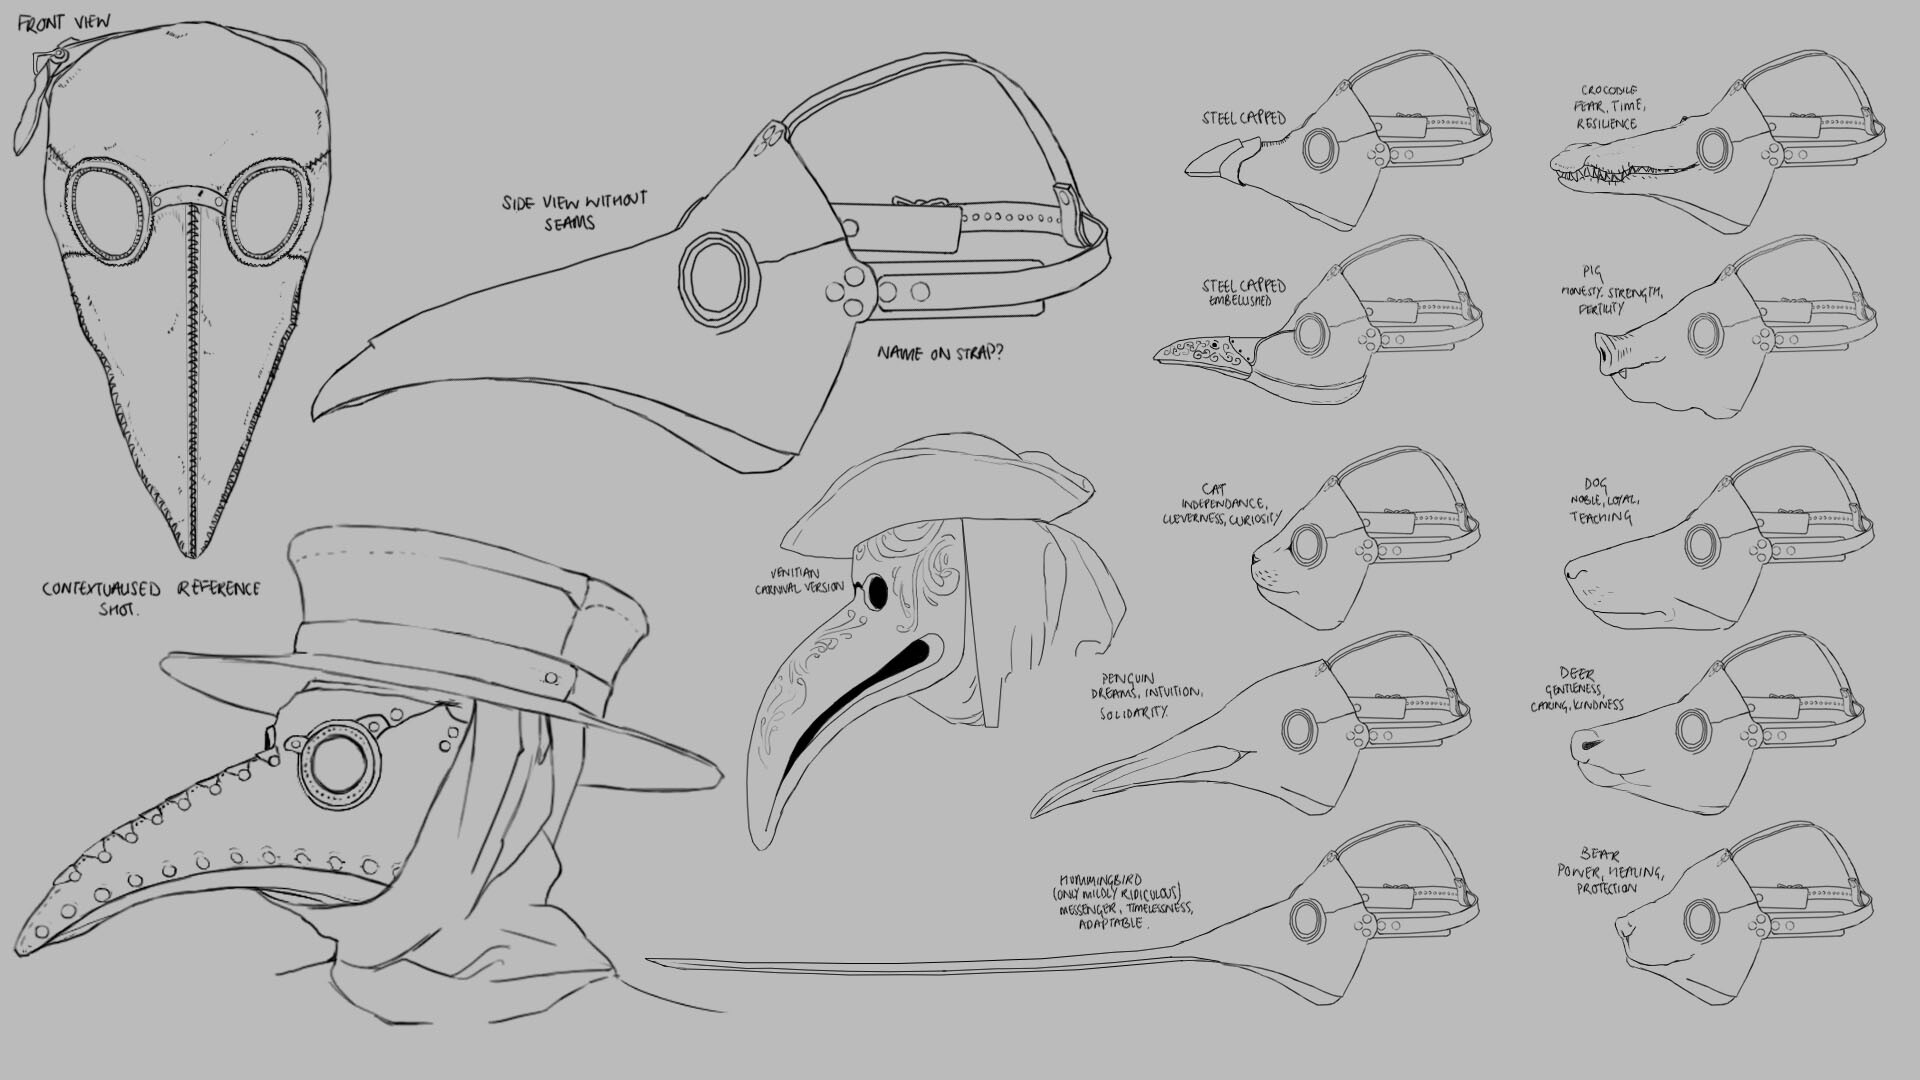 FRONT VIEW
SIDE VIEW WITHOUT
SEAMS
NAME ON STRAP?
CONTEXTUALISED REFERENCE
SHOT.
VENITIAN
CARNIVAL VERSION
STEEL CAPPED
STEEL CAPPED
EMBELLISHED
CAT
INDEPENDANCE,
CLEVERNESS, CURIOSITY
PENGUIN
DREAMS, INTUITION,
SOLIDARITY.
HUMMINGBIRD
(ONLY MILDLY RIDICULOUS)
MESSENGER, TIMELESSNESS,
ADAPTABLE.
CROCODILE
FEAR, TIME,
RESILIENCE
PIG
HONESTY, STRENGTH,
FERTILITY
DOG
NOBLE, LOYAL,
TEACHING
DEER
GENTLENESS,
CARING, KINDNESS
BEAR
POWER, HEALING,
PROTECTION